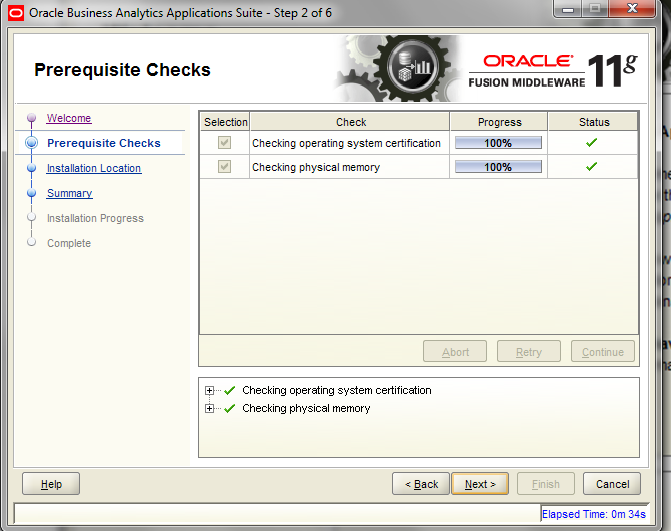 Oracle Business Analytics Applications Suite - Step 2 of 6
Prerequisite Checks
ORACLE
FUSION MIDDLEWARE 11g
Welcome
Prerequisite Checks
Installation Location
Summary
Installation Progress
Complete
Selection Check Progress Status
Checking operating system certification 100%
Checking physical memory 100%
Abort Retry Continue
Checking operating system certification
Checking physical memory
Help < Back Next > Finish Cancel
Elapsed Time: 0m 34s